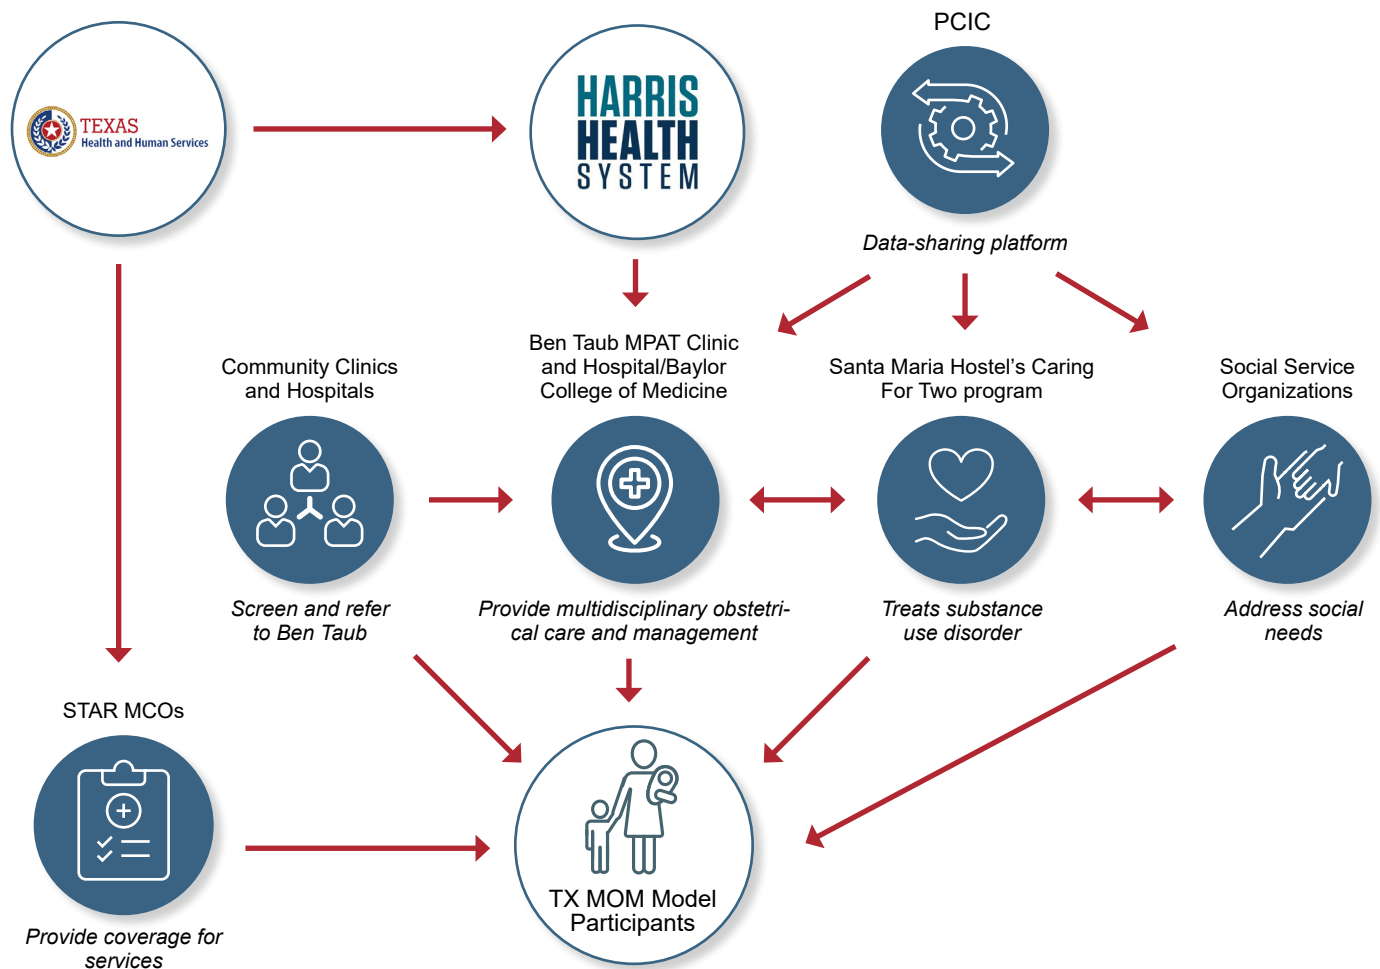 TEXAS
Health and Human Services
HARRIS
HEALTH
SYSTEM
PCIC
Data-sharing platform
Community Clinics
and Hospitals
Ben Taub MPAT Clinic
and Hospital/Baylor
College of Medicine
Santa Maria Hostel’s Caring
For Two program
Social Service
Organizations
Screen and refer
to Ben Taub
Provide multidisciplinary obstetri-
cal care and management
Treats substance
use disorder
Address social
needs
STAR MCOs
Provide coverage for
services
TX MOM Model
Participants